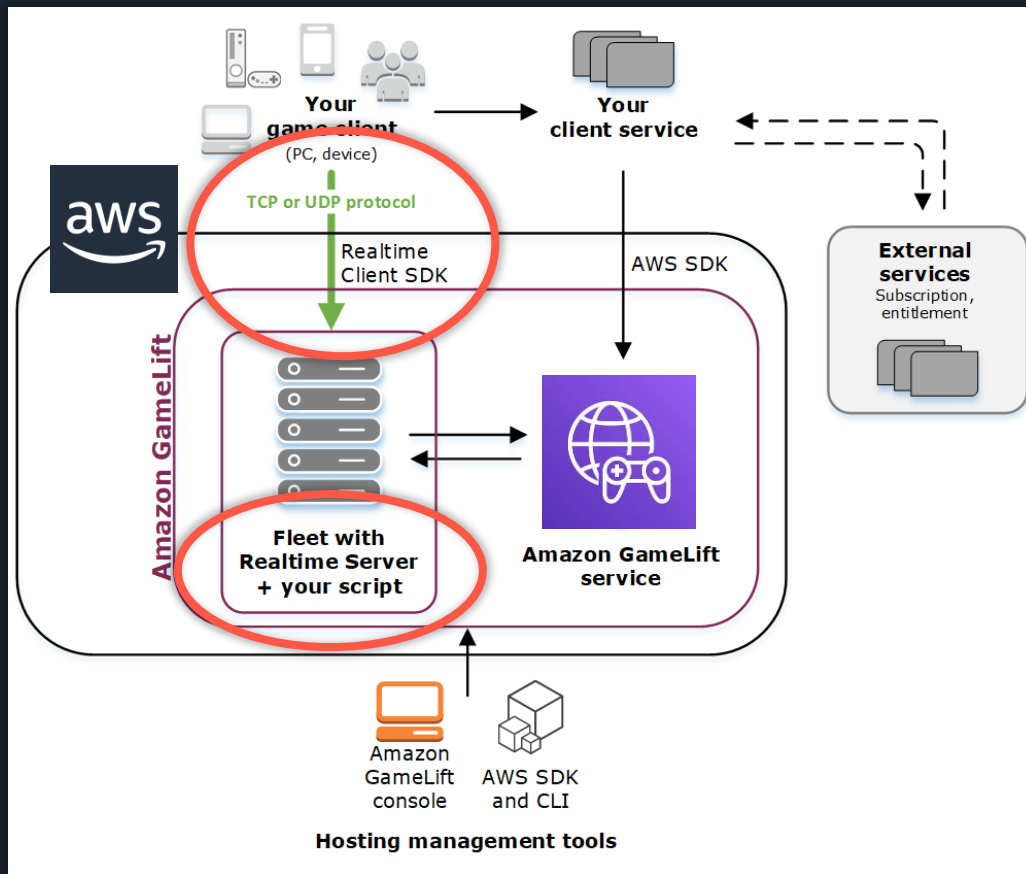 Your
game client
(PC, device)
Your
client service
TCP or UDP protocol
aws
Realtime
Client SDK
AWS SDK
External
services
Subscription,
entitlement
Amazon GameLift
Fleet with
Realtime Server
+ your script
Amazon GameLift
service
Amazon
GameLift
console
AWS SDK
and CLI
Hosting management tools